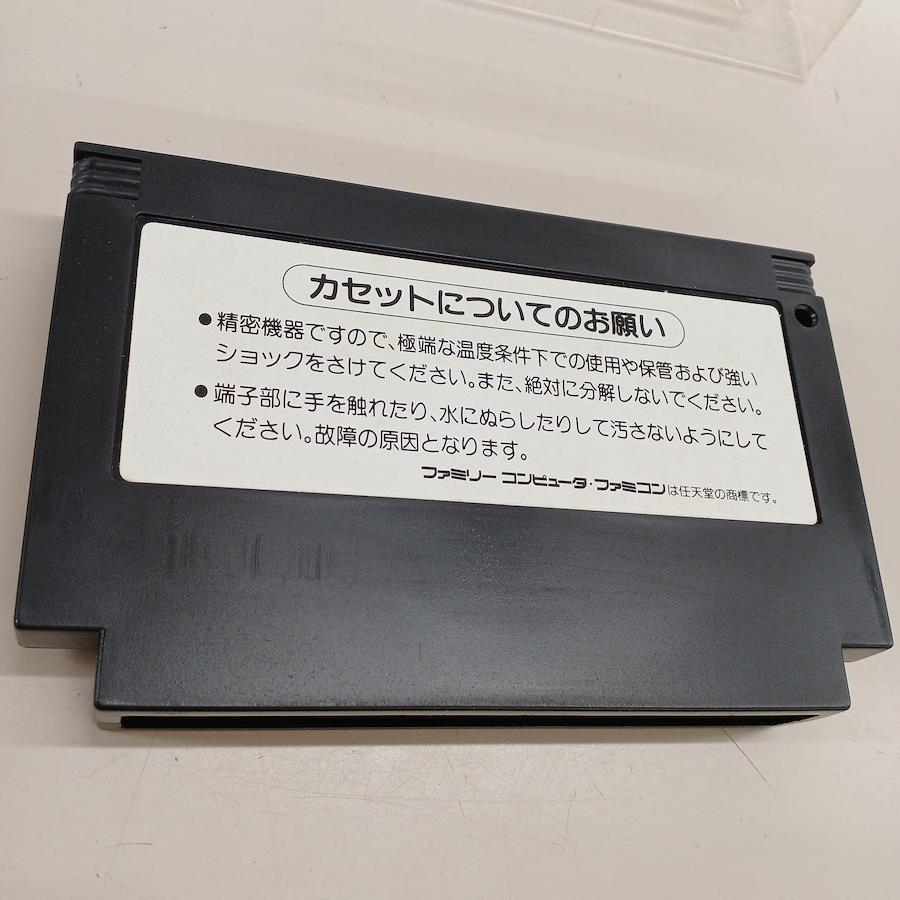 カセットについてのお願い
●精密機器ですので、極端な温度条件下での使用や保管および強い
ショックをさけてください。また、絶対に分解しないでください。
●端子部に手を触れたり、水にぬらしたりして汚さないようにして
ください。故障の原因となります。
ファミリー コンピュータ・ファミコンは任天堂の商標です。